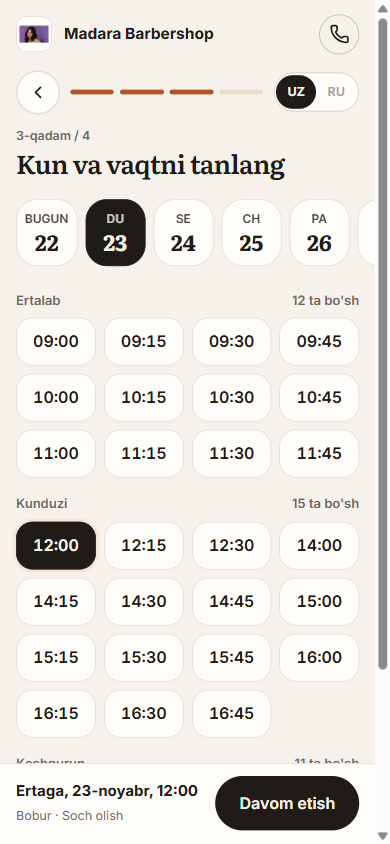 Madara Barbershop
UZ RU
3-qadam / 4
Kun va vaqtni tanlang
BUGUN DU SE CH PA
22 23 24 25 26
Ertalab 12 ta bo'sh
09:00 09:15 09:30 09:45
10:00 10:15 10:30 10:45
11:00 11:15 11:30 11:45
Kunduzi 15 ta bo'sh
12:00 12:15 12:30 14:00
14:15 14:30 14:45 15:00
15:15 15:30 15:45 16:00
16:15 16:30 16:45
Ertaga, 23-noyabr, 12:00
Bobur · Soch olish
Davom etish